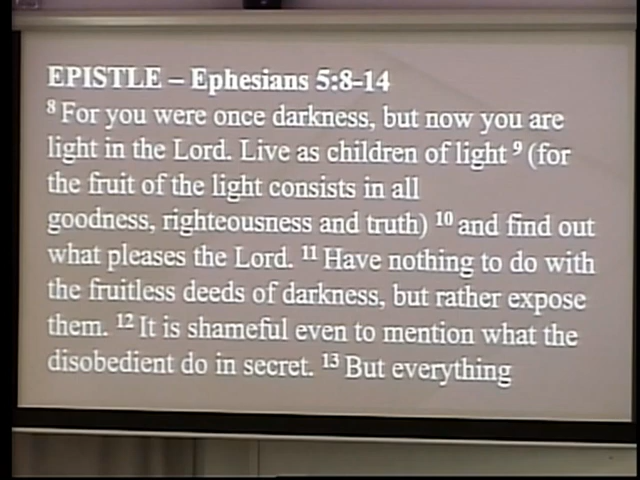 EPISTLE – Ephesians 5:8-14
8 For you were once darkness, but now you are
light in the Lord. Live as children of light 9 (for
the fruit of the light consists in all
goodness, righteousness and truth) 10 and find out
what pleases the Lord. 11 Have nothing to do with
the fruitless deeds of darkness, but rather expose
them. 12 It is shameful even to mention what the
disobedient do in secret. 13 But everything